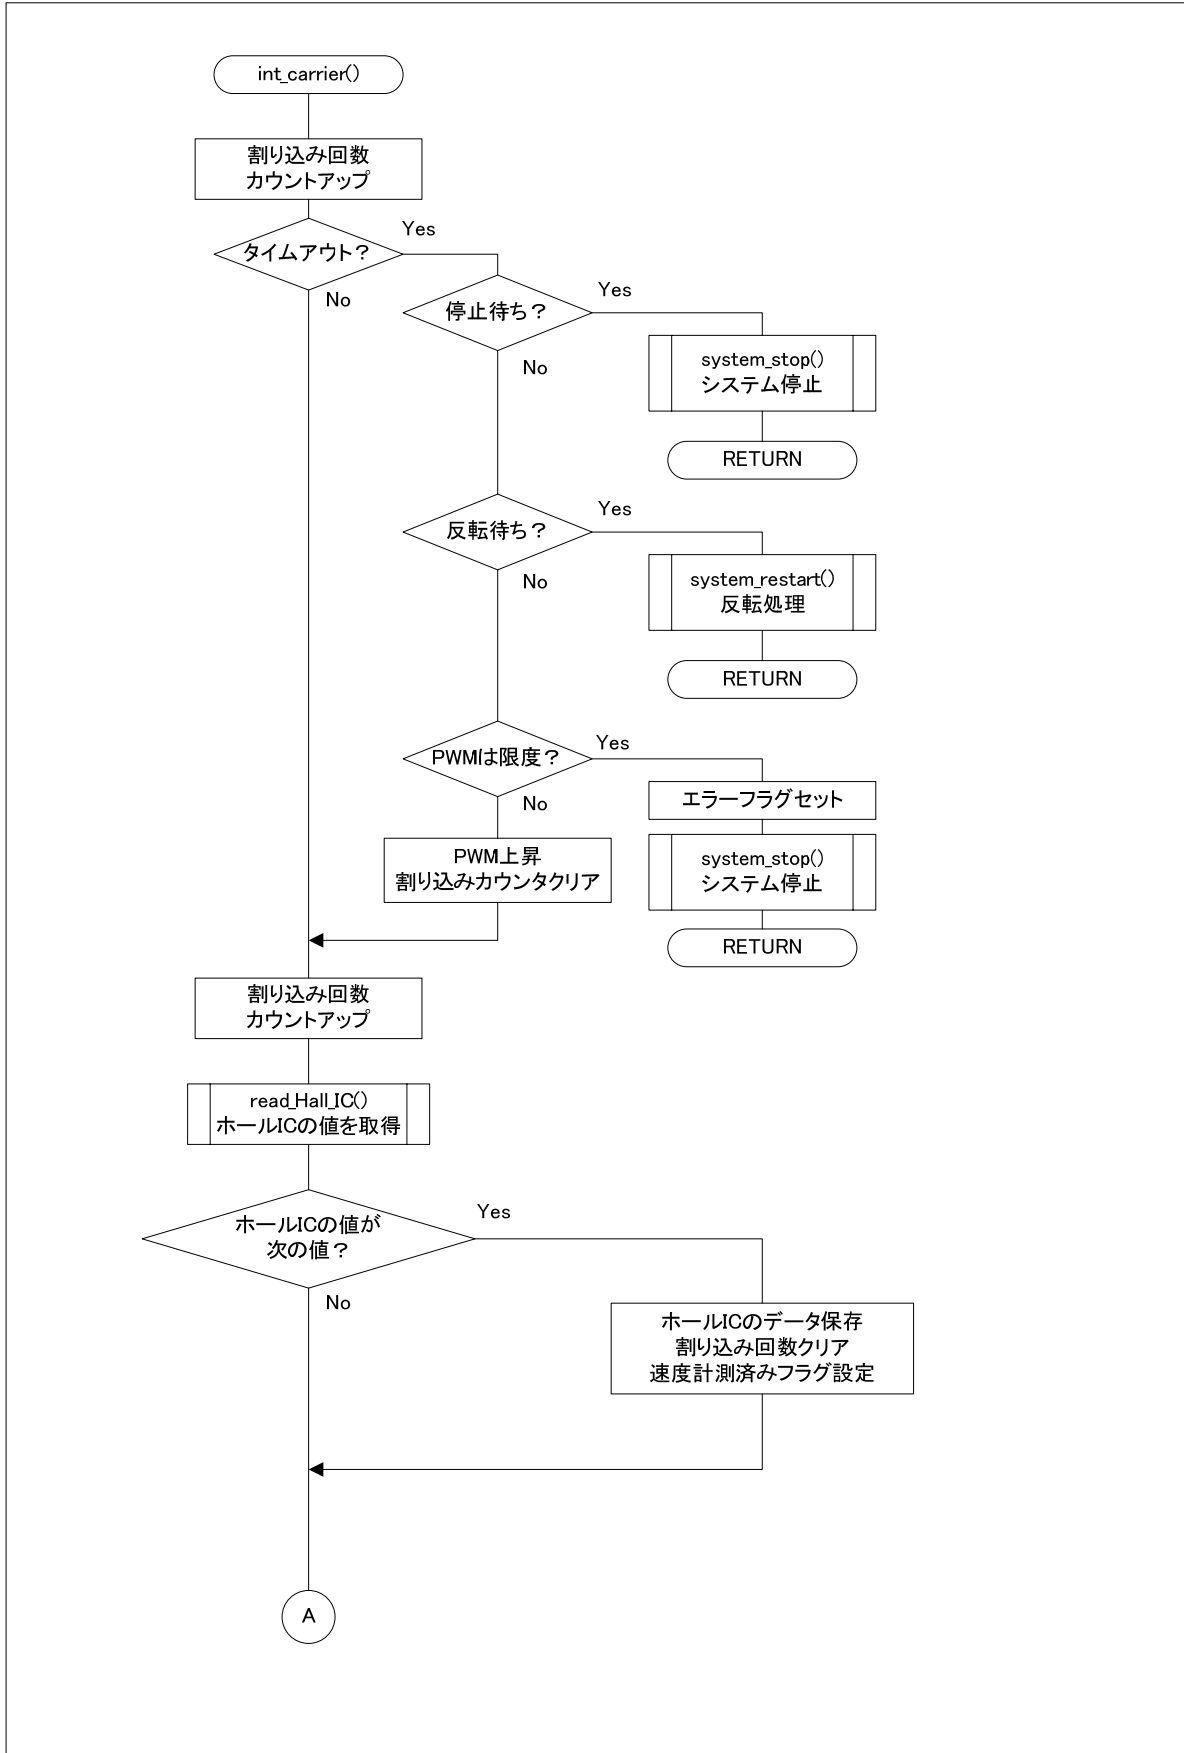 int_carrier()
割り込み回数
カウントアップ
Yes
タイムアウト？
No
Yes
停止待ち？
No
system_stop()
システム停止
RETURN
Yes
反転待ち？
No
system_restart()
反転処理
RETURN
Yes
PWMは限度？
No
エラーフラグセット
PWM上昇
割り込みカウンタクリア
system_stop()
システム停止
RETURN
割り込み回数
カウントアップ
read_Hall_IC()
ホールICの値を取得
Yes
ホールICの値が
次の値？
No
ホールICのデータ保存
割り込み回数クリア
速度計測済みフラグ設定
A